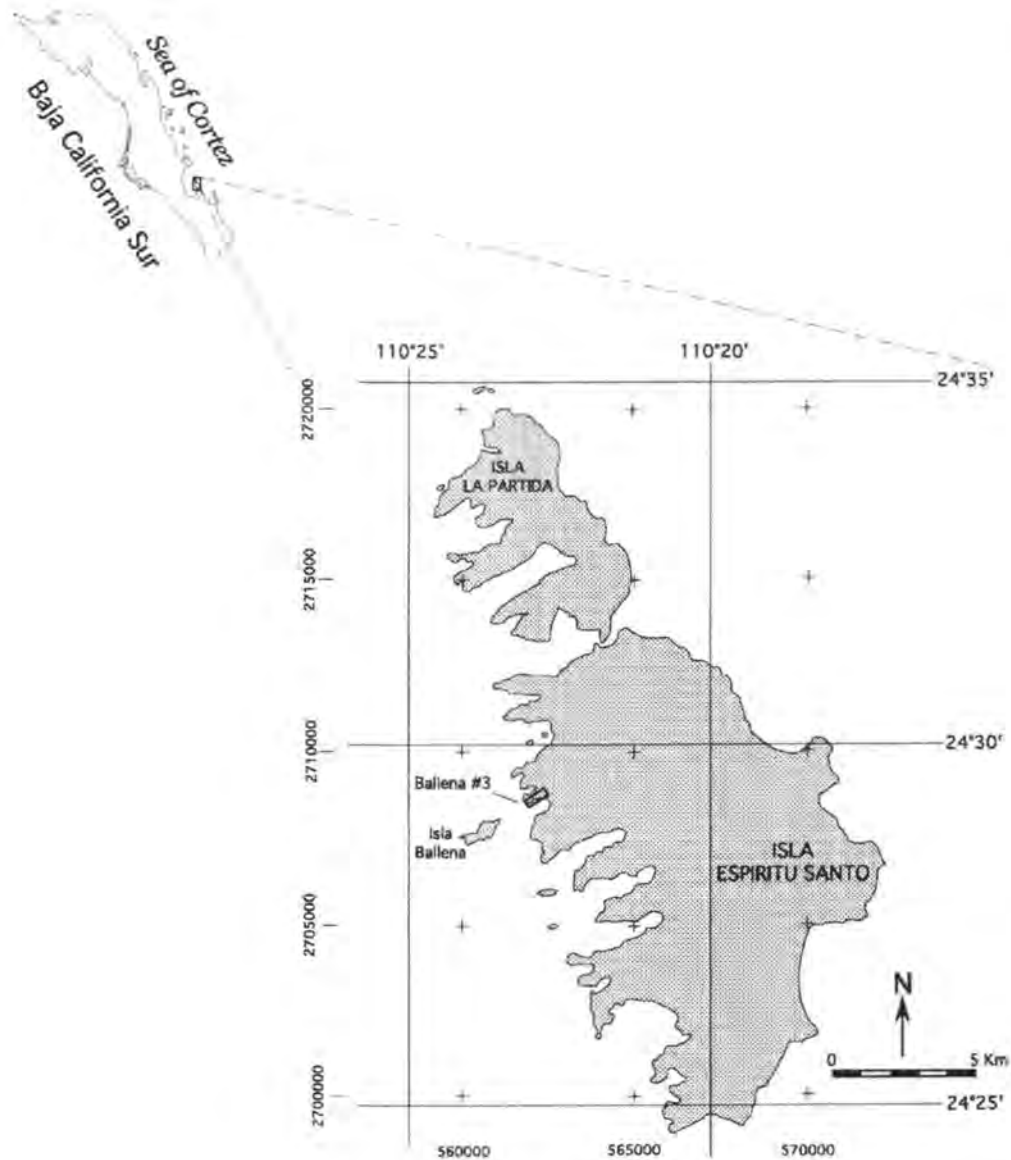 Sea of Cortez
Baja California Sur
110°25'
110°20'
24°35'
2720000
ISLA
LA PARTIDA
2715000
2710000
24°30'
Ballena #3
Isla
Ballena
ISLA
ESPIRITU SANTO
2705000
N
0
5 Km
2700000
24°25'
560000
565000
570000